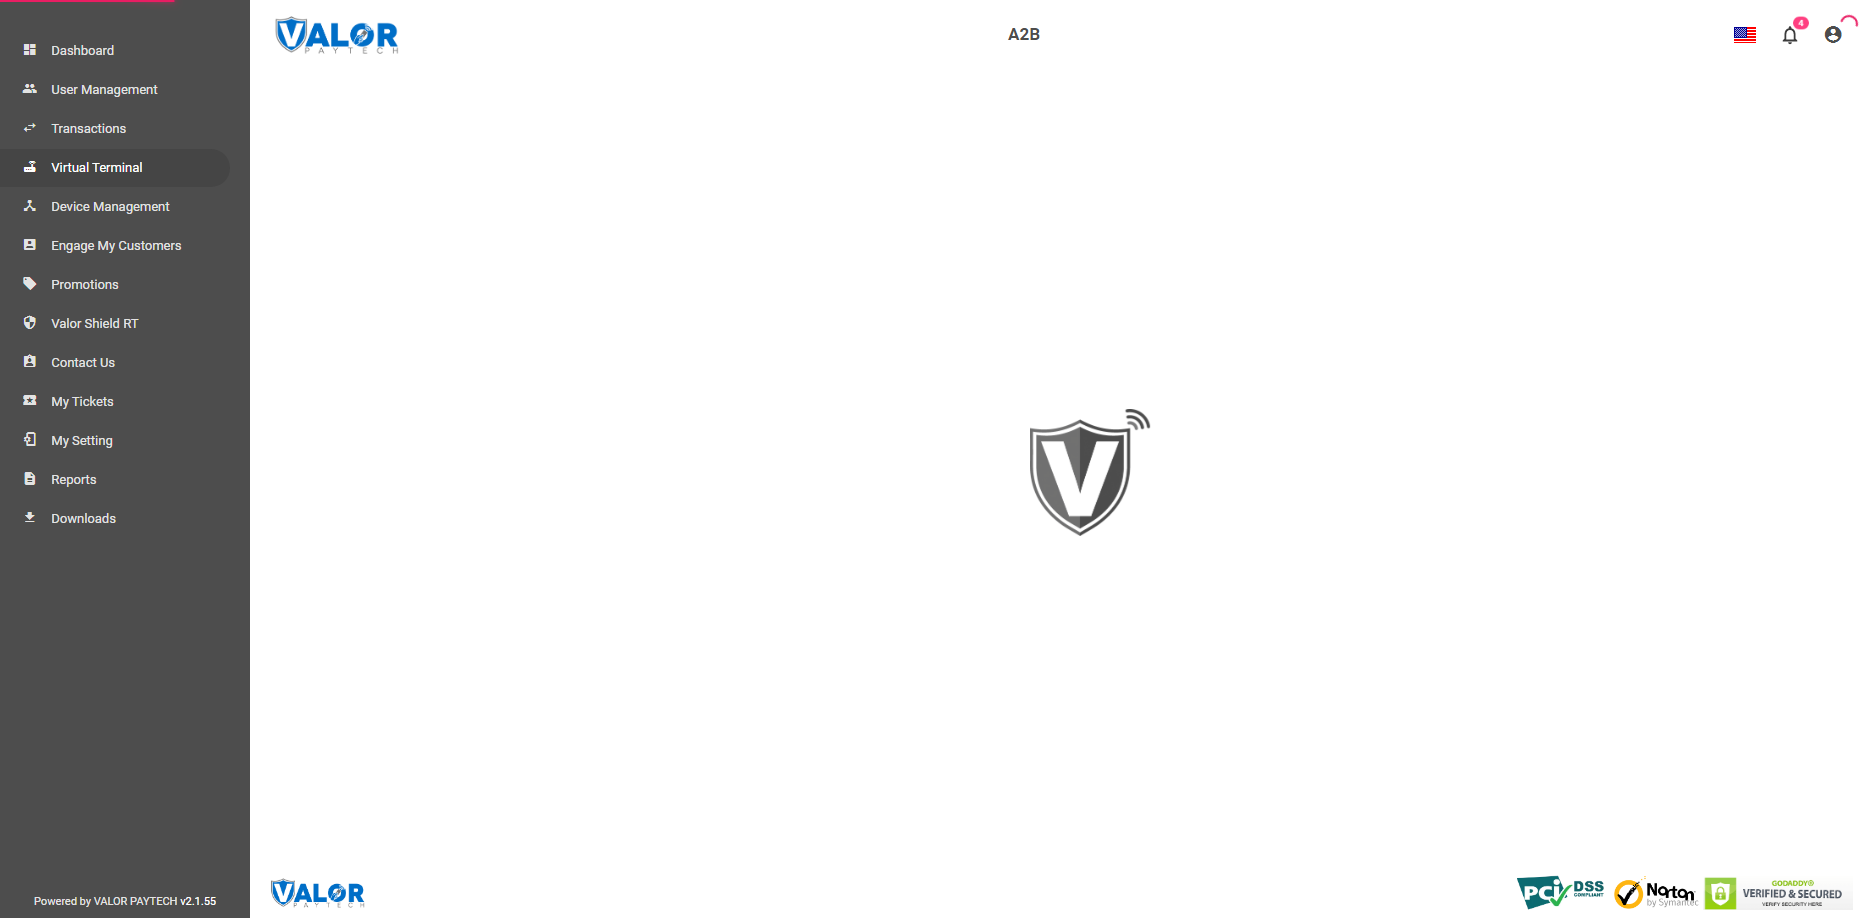 Dashboard
User Management
Transactions
Virtual Terminal
Device Management
Engage My Customers
Promotions
Valor Shield RT
Contact Us
My Tickets
My Setting
Reports
Downloads
Powered by VALOR PAYTECH v2.1.55
VALOR
PAYTECH
A2B
4
V
VALOR
PAYTECH
PCI DSS
COMPLIANT
Norton
by Symantec
GODADDY®
VERIFIED & SECURED
VERIFY SECURITY HERE